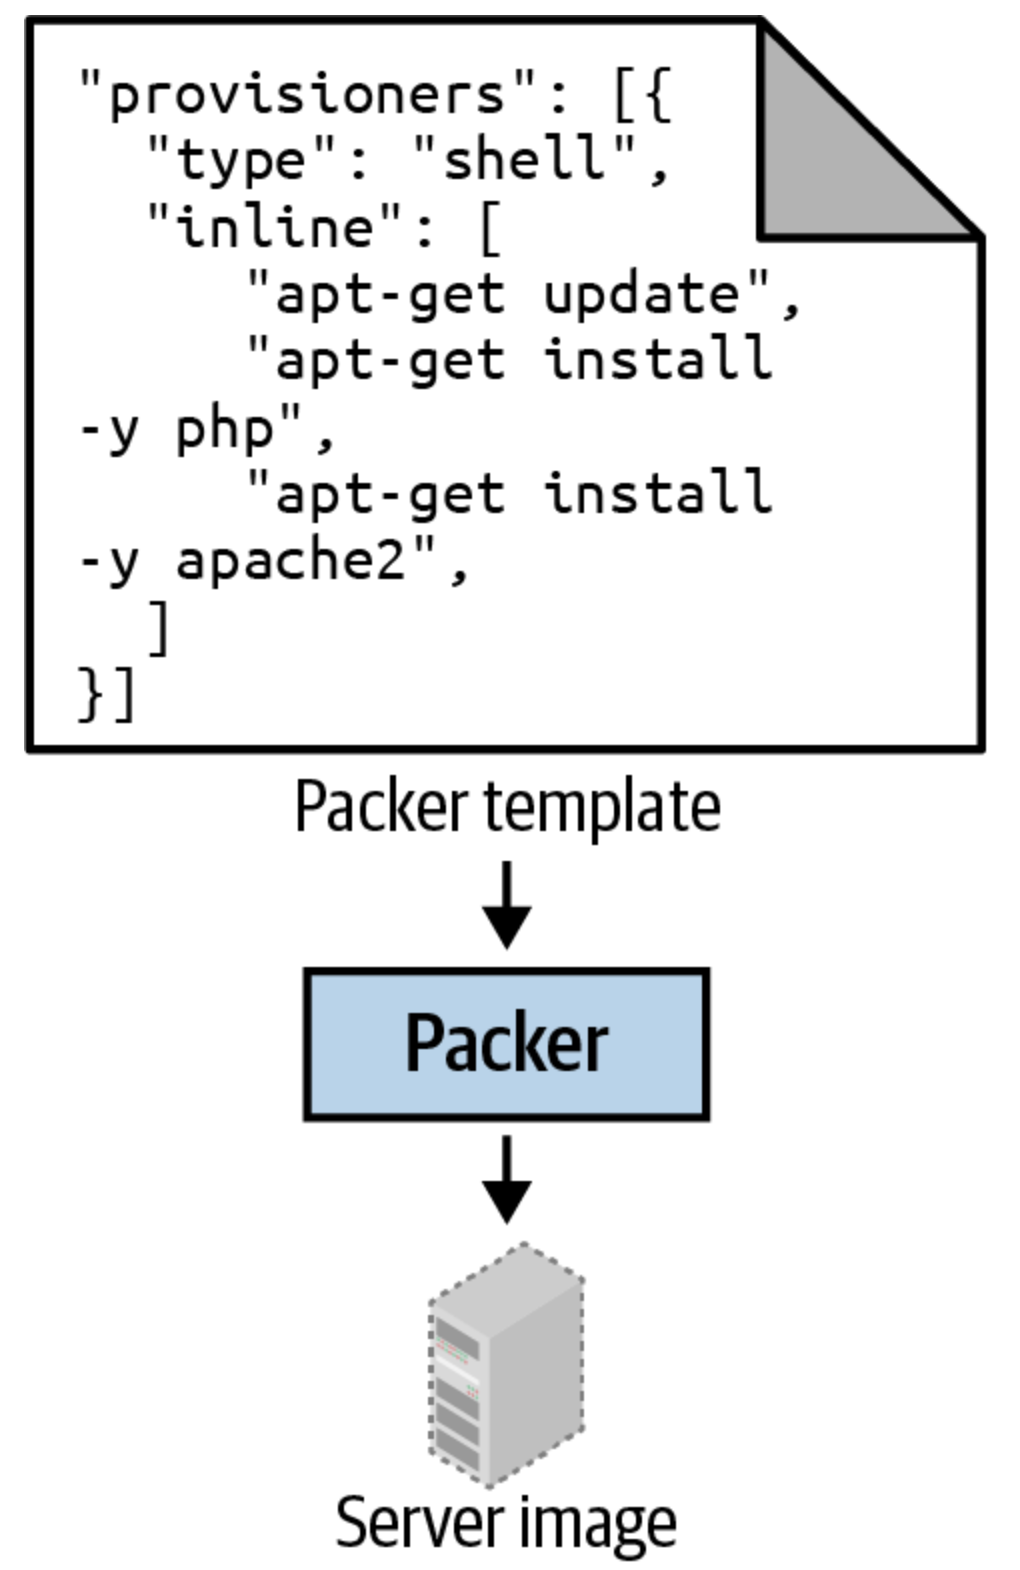 "provisioners": [{
"type": "shell",
"inline": [
"apt-get update",
"apt-get install
-y php",
"apt-get install
-y apache2",
]
}]
Packer template
Packer
Server image